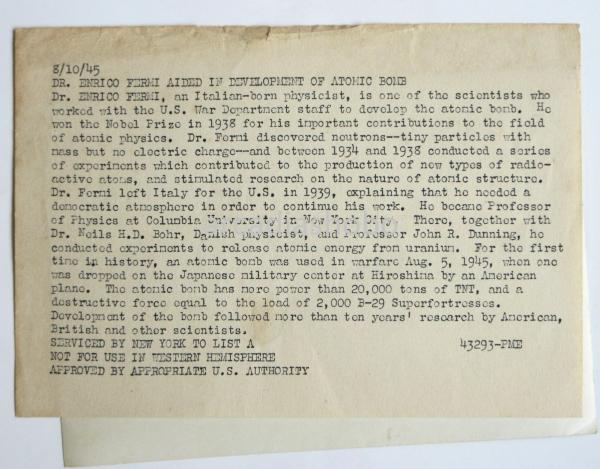 8/10/45
DR. ENRICO FERMI AIDED IN DEVELOPMENT OF ATOMIC BOMB
Dr. ENRICO FERMI, an Italian-born physicist, is one of the scientists who
worked with the U.S. War Department staff to develop the atomic bomb. He
won the Nobel Prize in 1938 for his important contributions to the field
of atomic physics. Dr. Fermi discovered neutrons--tiny particles with
mass but no electric charge--and between 1934 and 1938 conducted a series
of experiments which contributed to the production of new types of radio-
active atoms, and stimulated research on the nature of atomic structure.
Dr. Fermi left Italy for the U.S. in 1939, explaining that he needed a
democratic atmosphere in order to continue his work. He became Professor
of Physics at Columbia University in New York City. There, together with
Dr. Neils H.D. Bohr, Danish physicist, and Professor John R. Dunning, he
conducted experiments to release atomic energy from uranium. For the first
time in history, an atomic bomb was used in warfare Aug. 5, 1945, when one
was dropped on the Japanese military center at Hiroshima by an American
plane. The atomic bomb has more power than 20,000 tons of TNT, and a
destructive force equal to the load of 2,000 B-29 Superfortresses.
Development of the bomb followed more than ten years' research by American,
British and other scientists.
SERVICED BY NEW YORK TO LIST A 43293-PME
NOT FOR USE IN WESTERN HEMISPHERE
APPROVED BY APPROPRIATE U.S. AUTHORITY